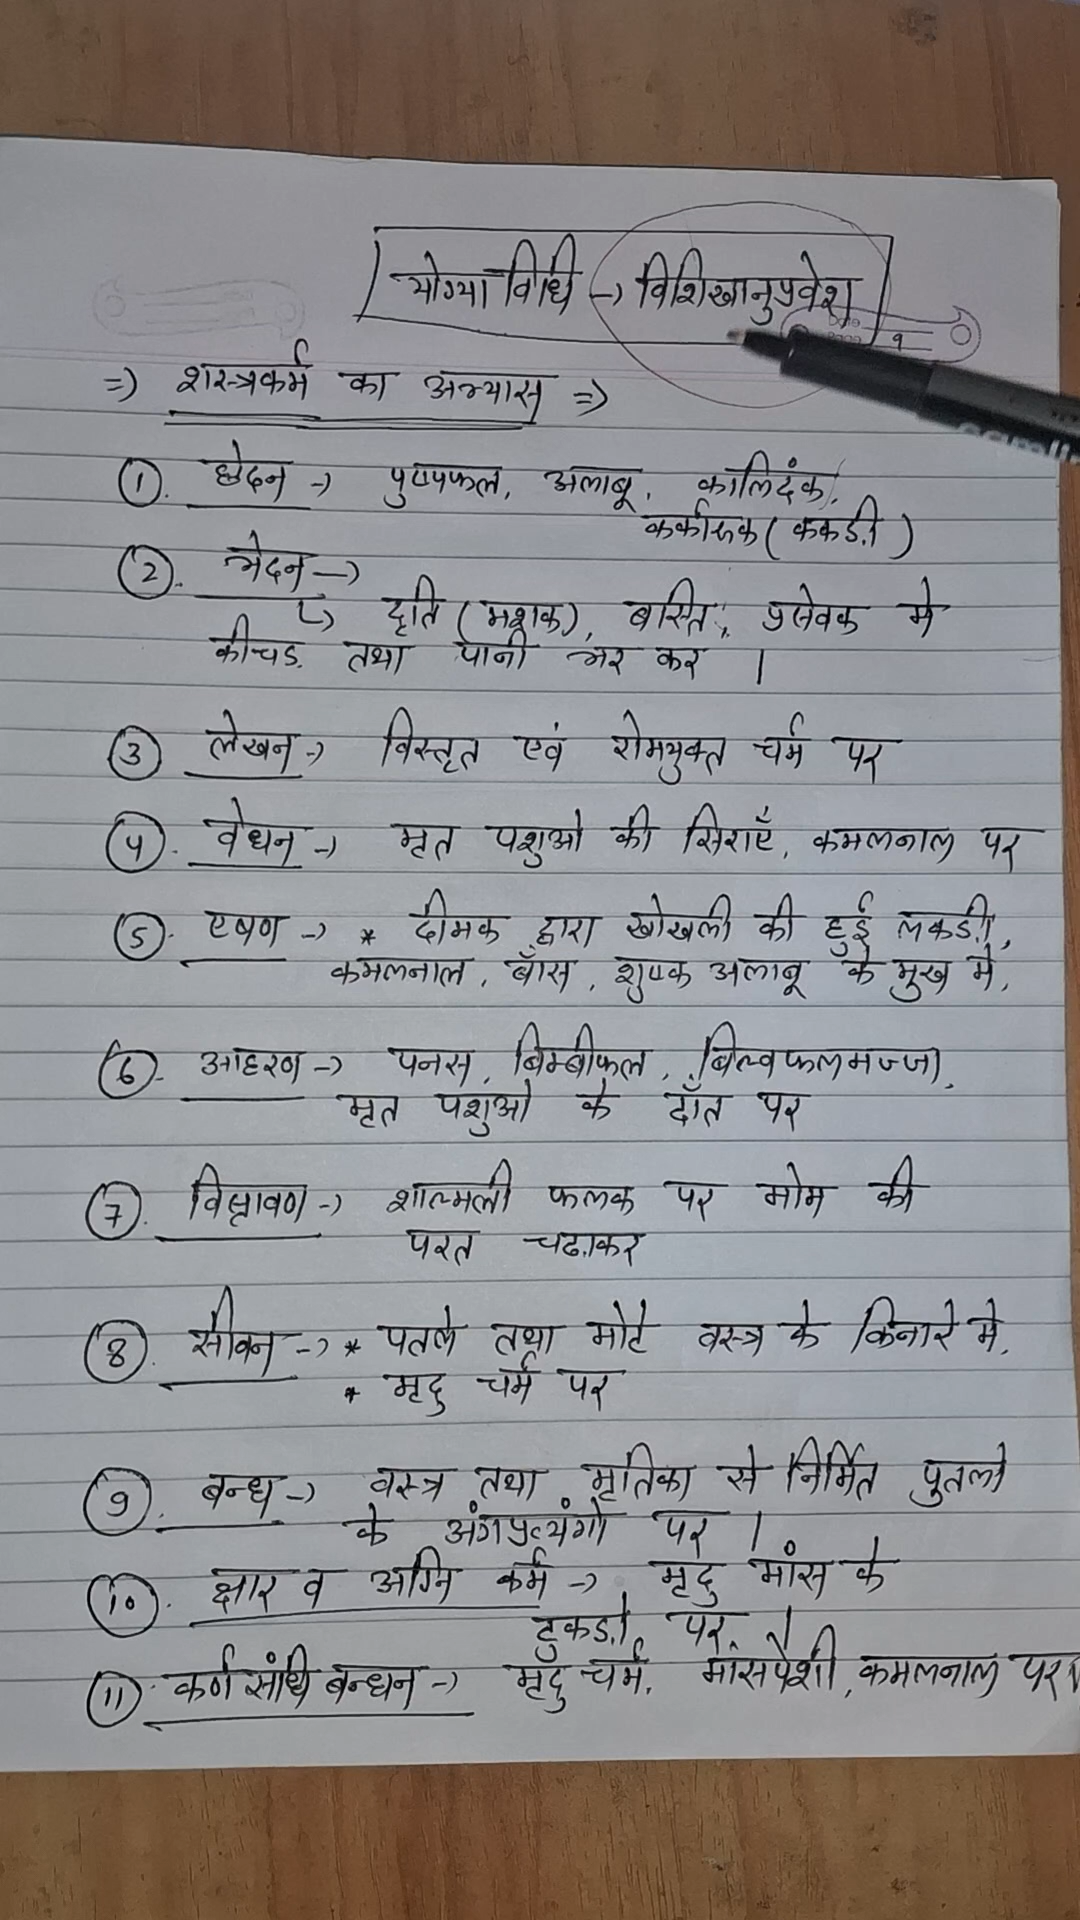 योग्या विधि → विशिखानुप्रवेश
Date
Page 9
⇒ शस्त्रकर्म का अभ्यास ⇒
①. छेदन → पुष्पफल, अलाबू, कालिदंक,
कर्कारुक (ककडी)
②. भेदन →
↳ दृति (मशक), बस्ति, प्रसेवक मे
कीचड तथा पानी भर कर ।
③ लेखन → विस्तृत एवं रोमयुक्त चर्म पर
④. वेधन → मृत पशुओ की सिराएँ, कमलनाल पर
⑤. एषण → * दीमक द्वारा खोखली की हुई लकडी,
कमलनाल, बाँस, शुष्क अलाबू के मुख मे,
⑥. आहरण → पनस, बिम्बीफल, बिल्वफलमज्जा,
मृत पशुओ के दाँत पर
⑦. विस्रावण → शाल्मली फलक पर मोम की
परत चढाकर
⑧. सीवन → * पतले तथा मोटे वस्त्र के किनारे मे,
* मृदु चर्म पर
⑨. बन्ध → वस्त्र तथा मृतिका से निर्मित पुतलो
के अंगप्रत्यंगो पर ।
⑩. क्षार व अग्नि कर्म → मृदु मांस के
टुकडो पर ।
⑪. कर्ण संधि बन्धन → मृदु चर्म, मांसपेशी, कमलनाल पर ।